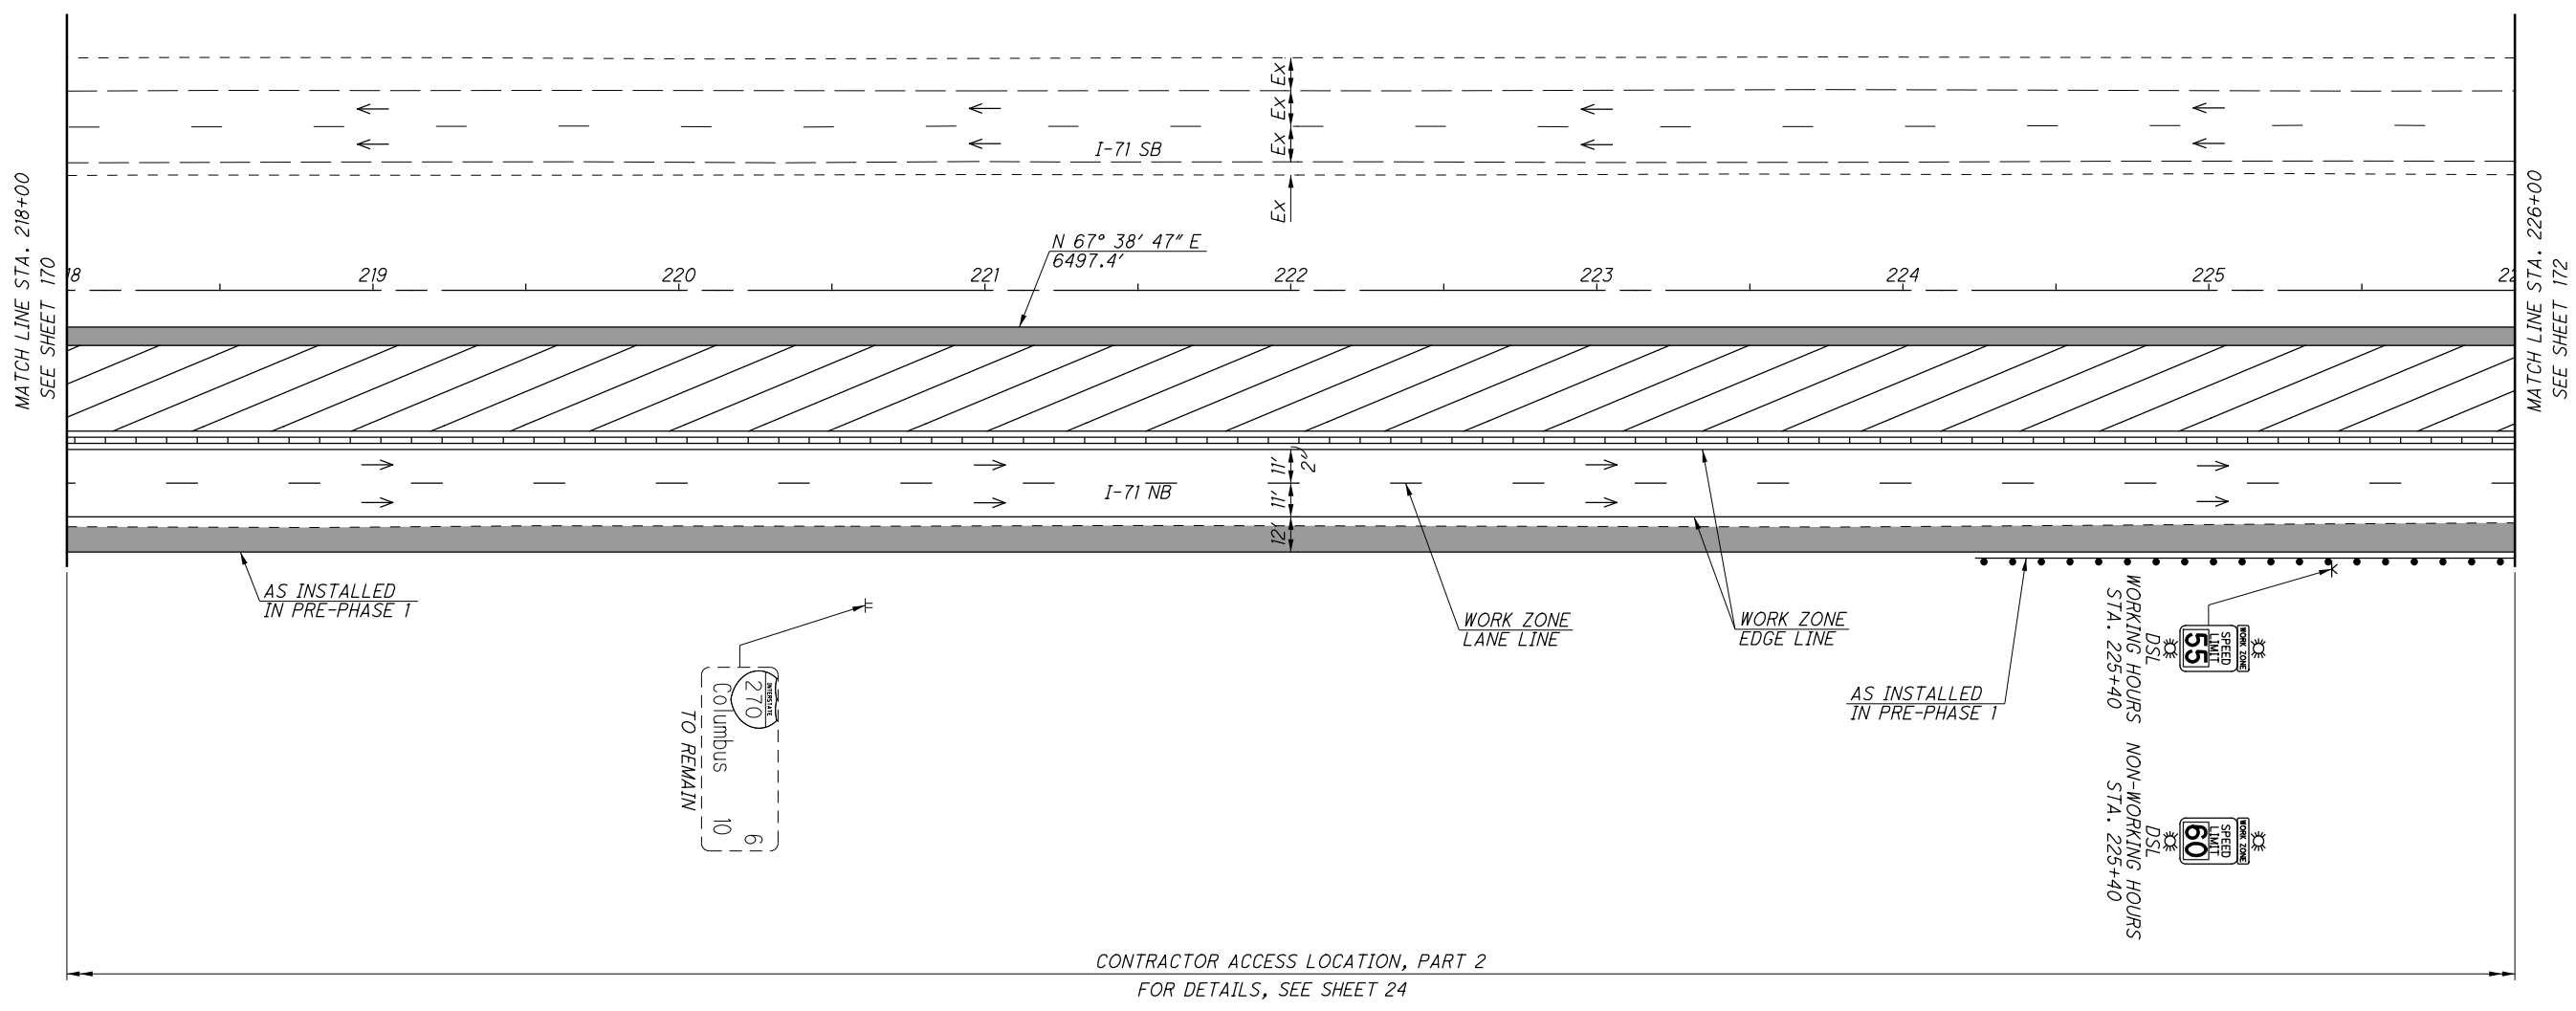 MATCH LINE STA. 218+00
SEE SHEET 170
Ex
Ex
Ex
Ex
I-71 SB
N 67° 38' 47" E
6497.4'
18
219
220
221
222
223
224
225
22
MATCH LINE STA. 226+00
SEE SHEET 172
11'
2'
11'
12'
I-71 NB
AS INSTALLED
IN PRE-PHASE 1
WORK ZONE
LANE LINE
WORK ZONE
EDGE LINE
AS INSTALLED
IN PRE-PHASE 1
INTERSTATE
270 6
Columbus 10
TO REMAIN
WORK ZONE
SPEED
LIMIT
55
DSL
WORKING HOURS
STA. 225+40
WORK ZONE
SPEED
LIMIT
60
DSL
NON-WORKING HOURS
STA. 225+40
CONTRACTOR ACCESS LOCATION, PART 2
FOR DETAILS, SEE SHEET 24